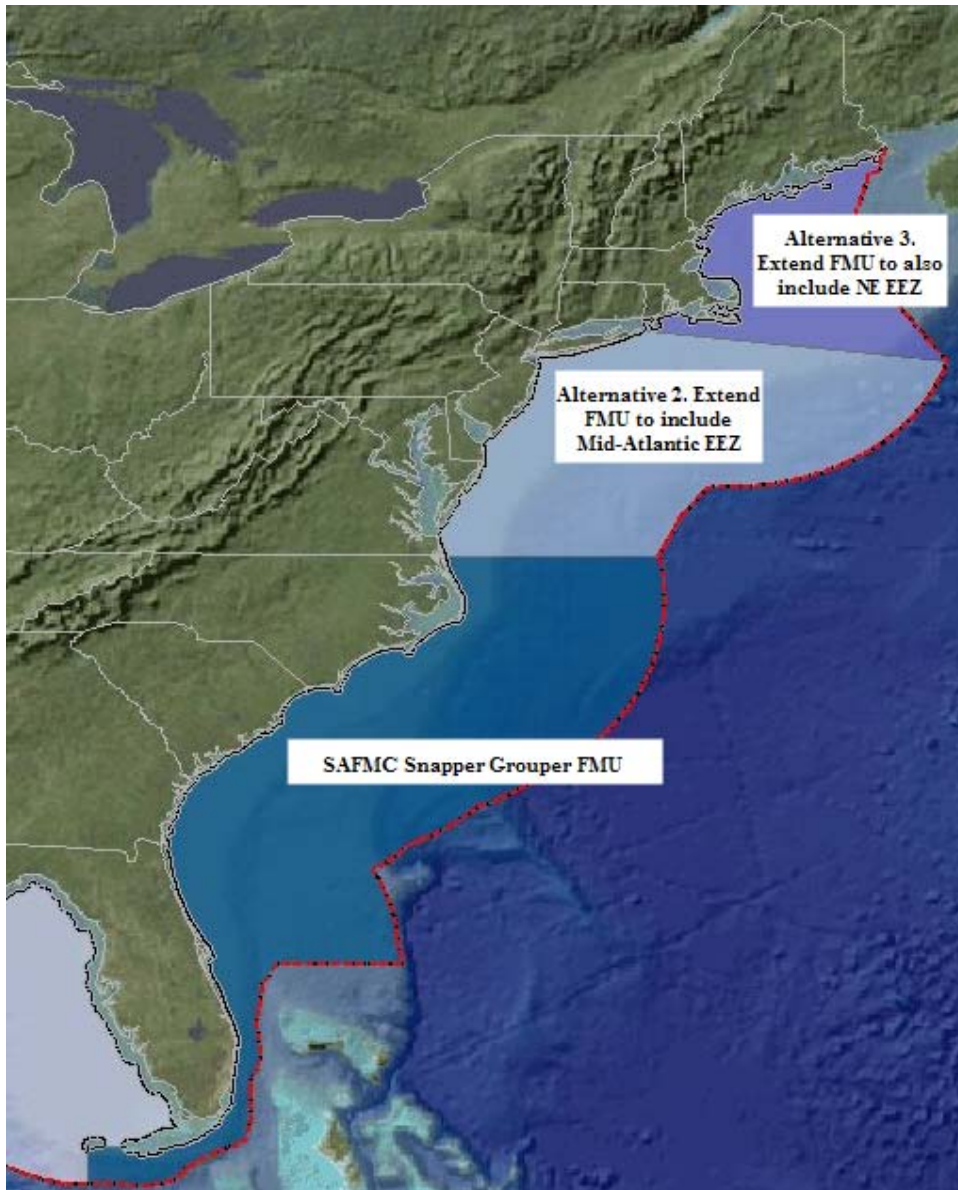 Alternative 3.
Extend FMU to also
include NE EEZ
Alternative 2. Extend
FMU to include
Mid-Atlantic EEZ
SAFMC Snapper Grouper FMU